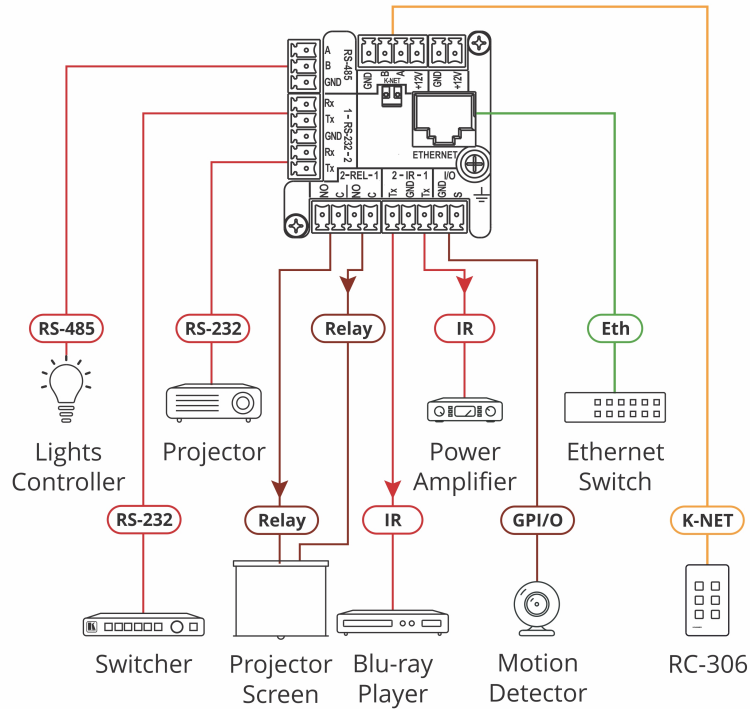 A
B
GND
RS-485
Rx
Tx
GND
Rx
Tx
1 - RS-232 - 2
GND
B
A
+12V
GND
+12V
K-NET
ETHERNET
2-REL-1
2 - IR - 1
I/O
NO
C
NO
C
Tx
GND
Tx
GND
S
RS-485
RS-232
Relay
IR
Eth
Lights
Controller
Projector
Power
Amplifier
Ethernet
Switch
RS-232
Relay
IR
GPI/O
K-NET
Switcher
Projector
Screen
Blu-ray
Player
Motion
Detector
RC-306